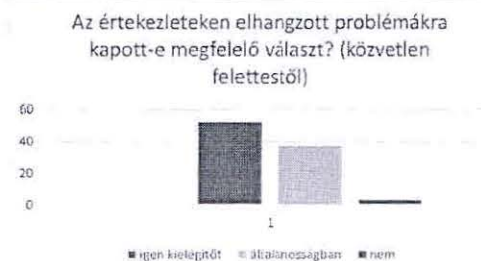 Az értekezleteken elhangzott problémákra
kapott-e megfelelő választ? (közvetlen
felettestől)
60
40
20
0
1
igen kielégítőt általánosságban nem